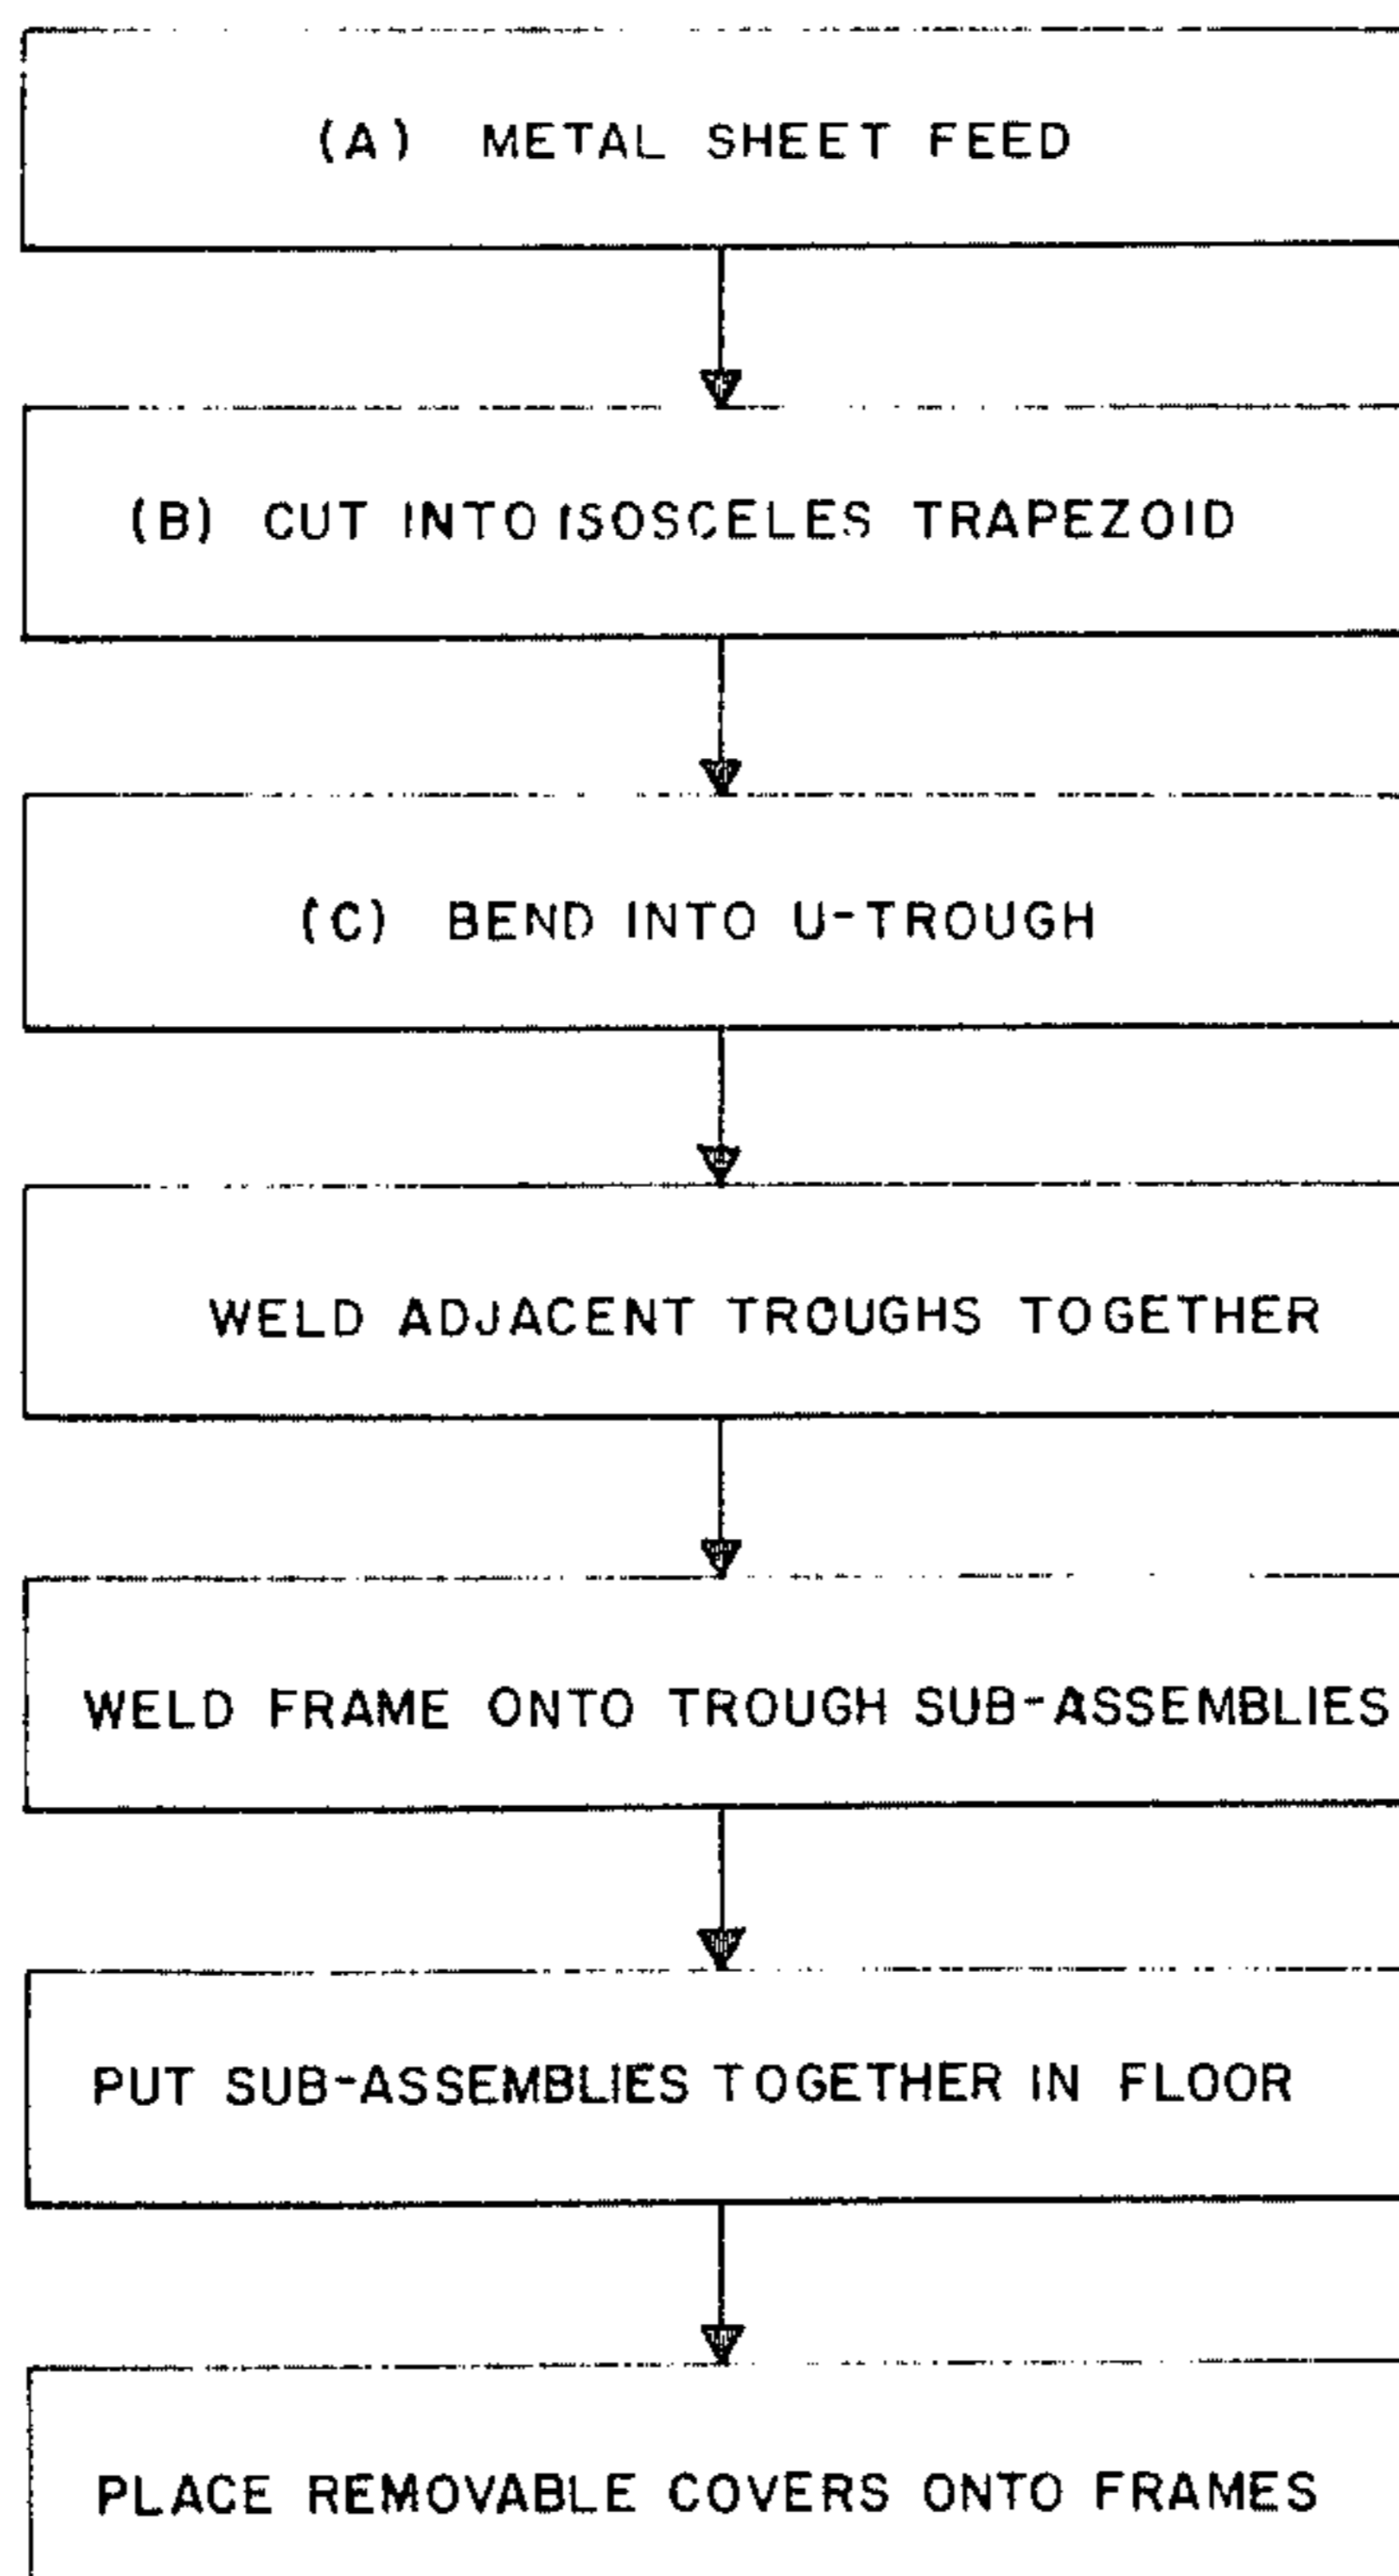 (A) METAL SHEET FEED
(B) CUT INTO ISOSCELES TRAPEZOID
(C) BEND INTO U-TROUGH
WELD ADJACENT TROUGHS TOGETHER
WELD FRAME ONTO TROUGH SUB-ASSEMBLIES
PUT SUB-ASSEMBLIES TOGETHER IN FLOOR
PLACE REMOVABLE COVERS ONTO FRAMES